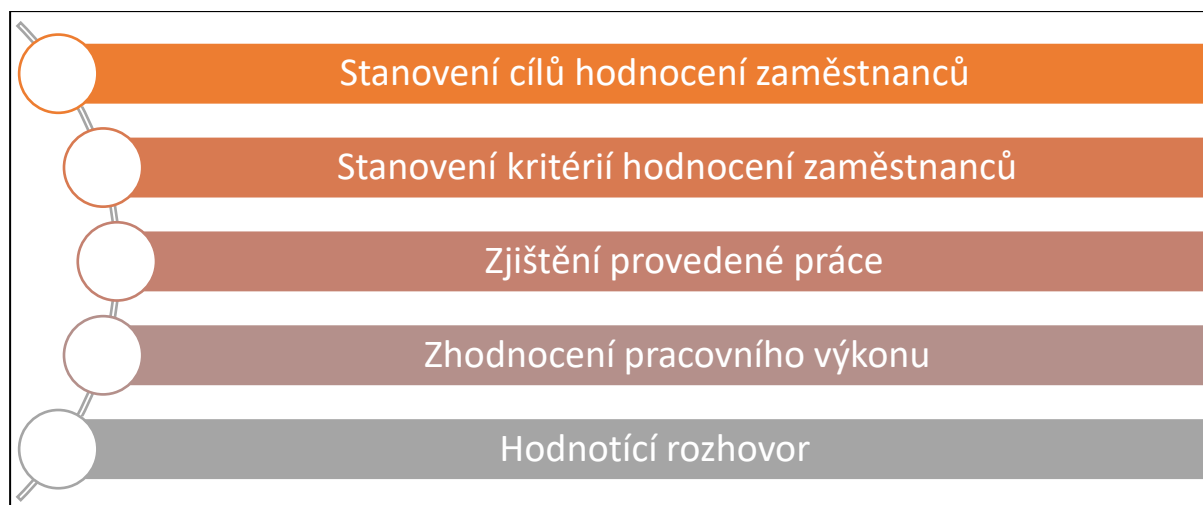 Stanovení cílů hodnocení zaměstnanců
Stanovení kritérií hodnocení zaměstnanců
Zjištění provedené práce
Zhodnocení pracovního výkonu
Hodnotící rozhovor